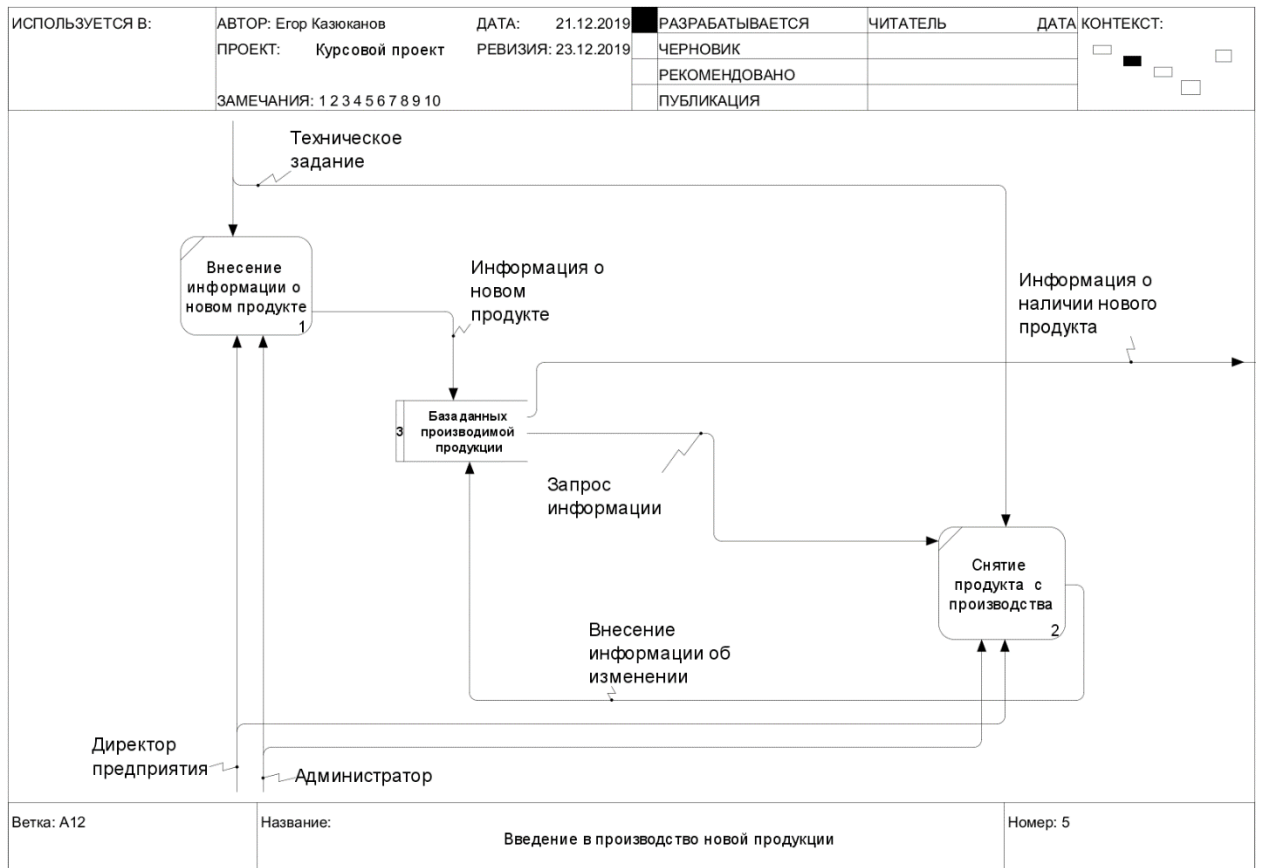 ИСПОЛЬЗУЕТСЯ В:
АВТОР: Егор Казюканов
ДАТА: 21.12.2019
РАЗРАБАТЫВАЕТСЯ
ЧИТАТЕЛЬ
ДАТА
КОНТЕКСТ:
ПРОЕКТ: Курсовой проект
РЕВИЗИЯ: 23.12.2019
ЧЕРНОВИК
РЕКОМЕНДОВАНО
ЗАМЕЧАНИЯ: 1 2 3 4 5 6 7 8 9 10
ПУБЛИКАЦИЯ
Техническое
задание
Внесение
информации о
новом продукте
1
Информация о
новом
продукте
Информация о
наличии нового
продукта
3
База данных
производимой
продукции
Запрос
информации
Снятие
продукта с
производства
2
Внесение
информации об
изменении
Директор
предприятия
Администратор
Ветка: A12
Название:
Введение в производство новой продукции
Номер: 5